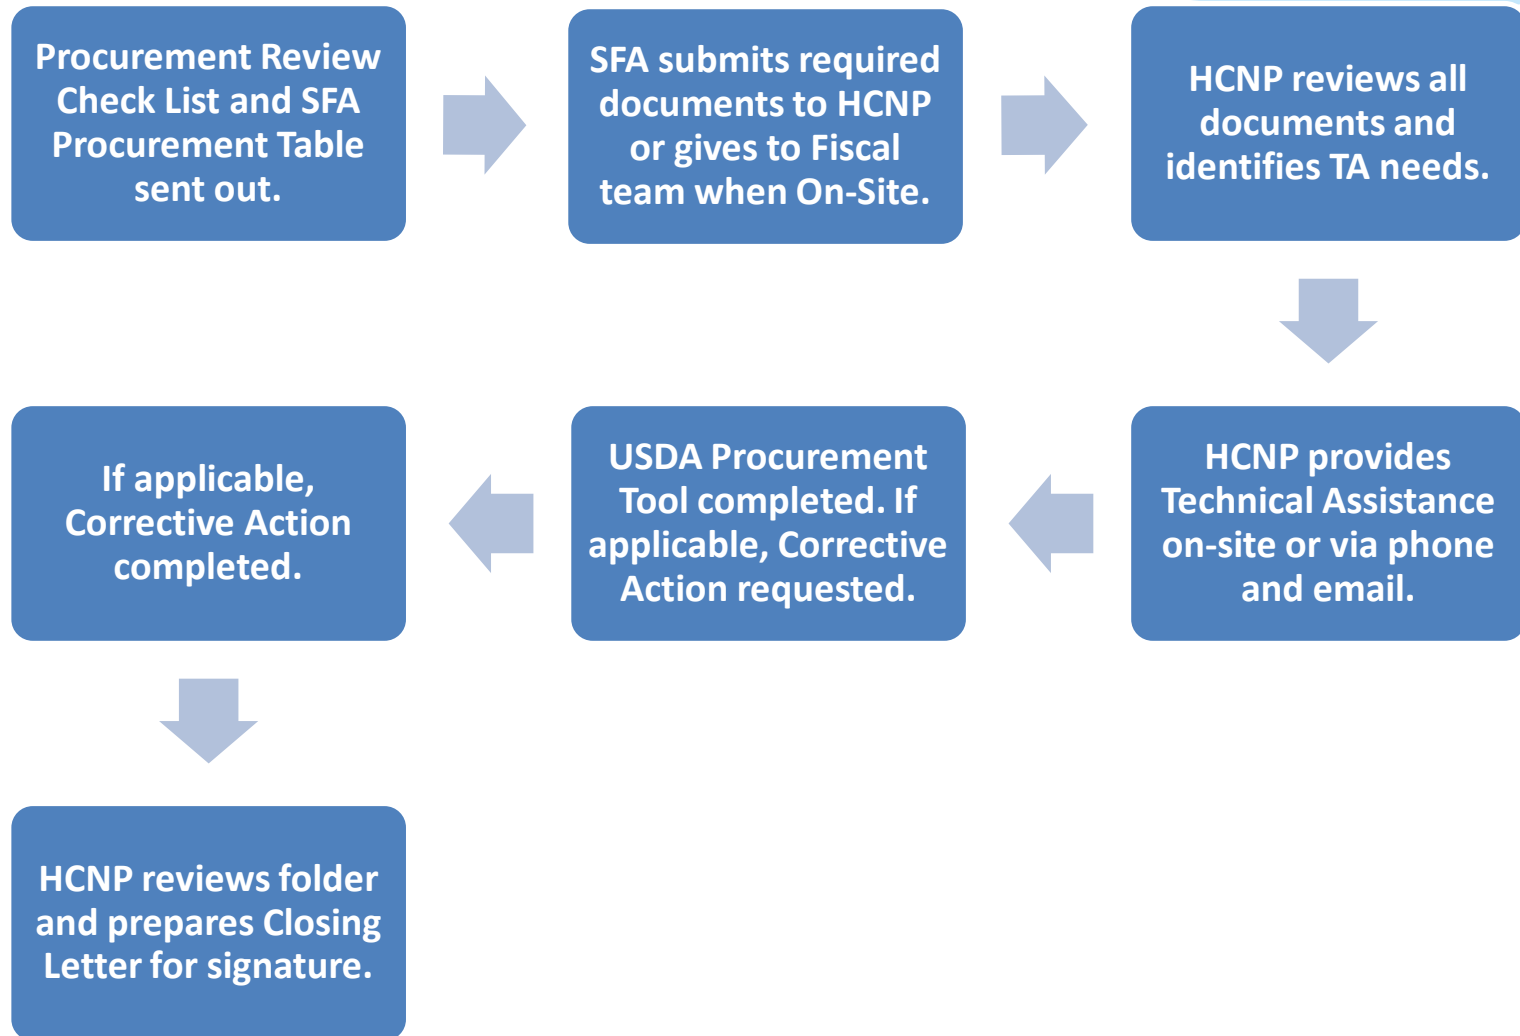 Procurement Review
Check List and SFA
Procurement Table
sent out.
SFA submits required
documents to HCNP
or gives to Fiscal
team when On-Site.
HCNP reviews all
documents and
identifies TA needs.
HCNP provides
Technical Assistance
on-site or via phone
and email.
USDA Procurement
Tool completed. If
applicable, Corrective
Action requested.
If applicable,
Corrective Action
completed.
HCNP reviews folder
and prepares Closing
Letter for signature.